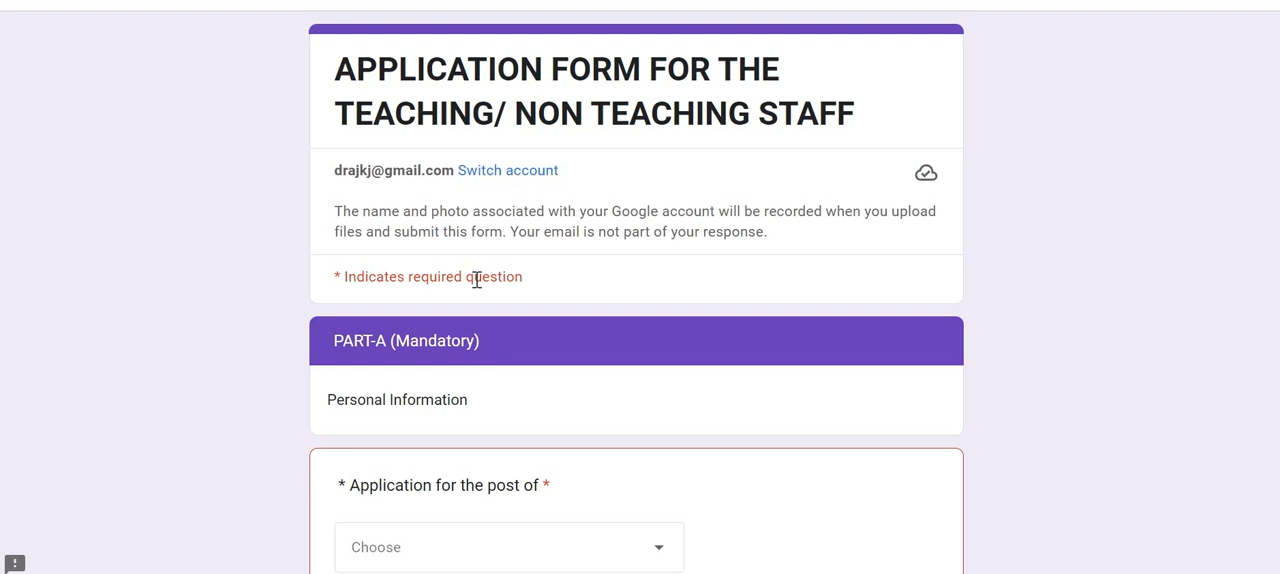 APPLICATION FORM FOR THE
TEACHING/ NON TEACHING STAFF
drajkj@gmail.com Switch account
The name and photo associated with your Google account will be recorded when you upload
files and submit this form. Your email is not part of your response.
* Indicates required question
PART-A (Mandatory)
Personal Information
* Application for the post of *
Choose